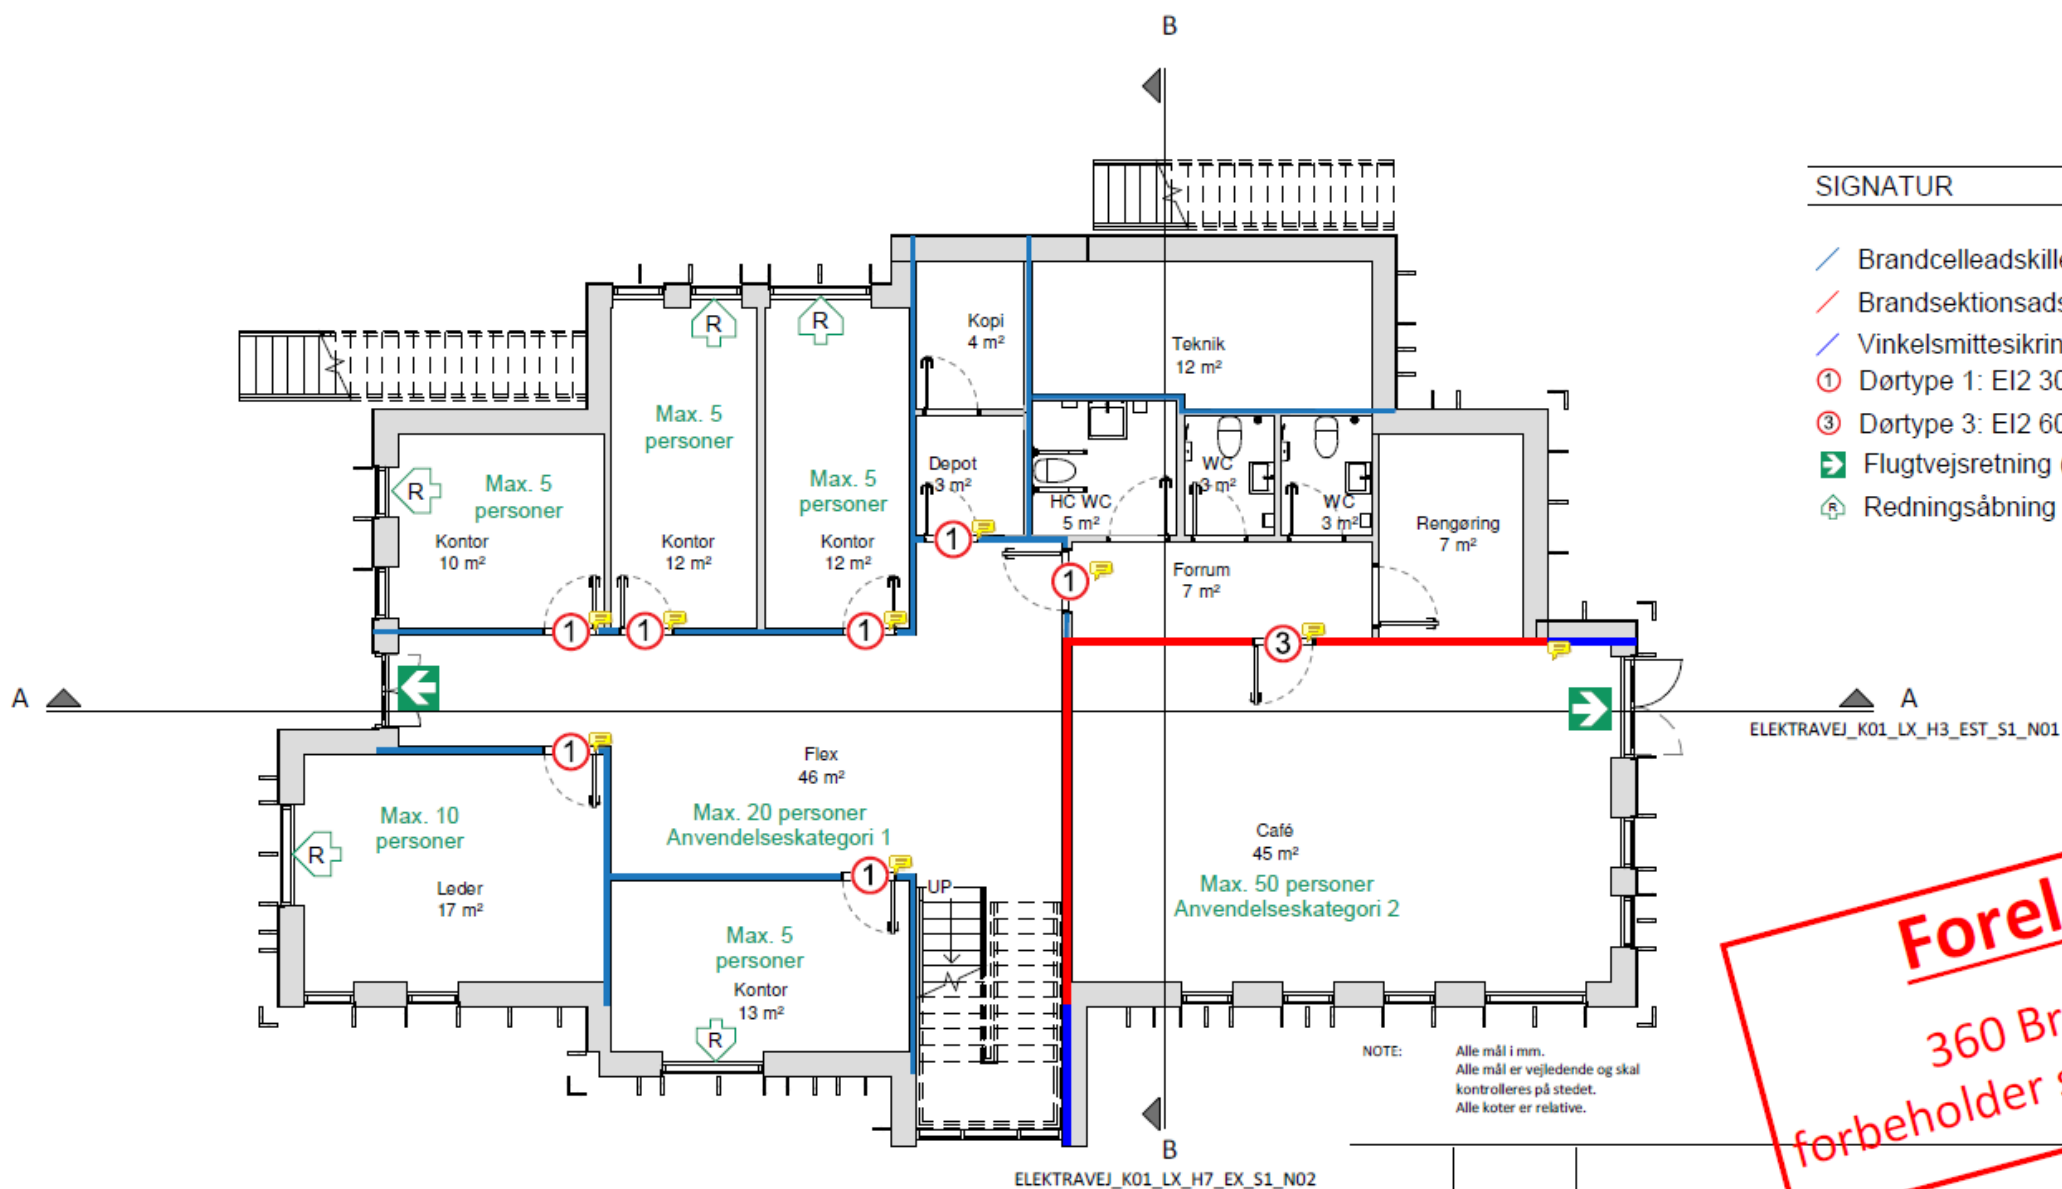 B
SIGNATUR
Brandcelleadskille
Brandsektionsads
Vinkelsmittesikrin
1 Dørtype 1: EI2 30
3 Dørtype 3: EI2 60
Flugtvejsretning (
R Redningsåbning
Kopi
4 m²
Teknik
12 m²
R
R
Max. 5
personer
Max. 5
personer
R
Max. 5
personer
Kontor
10 m²
Kontor
12 m²
Kontor
12 m²
Depot
3 m²
HC WC
5 m²
WC
3 m²
WC
3 m²
Rengøring
7 m²
1
1
Forrum
7 m²
1
1
1
3
A
A
ELEKTRAVEJ_K01_LX_H3_EST_S1_N01
1
Flex
46 m²
Max. 20 personer
Anvendelseskategori 1
Max. 10
personer
R
Leder
17 m²
Café
45 m²
Max. 50 personer
Anvendelseskategori 2
1
UP
Max. 5
personer
Kontor
13 m²
R
NOTE:
Alle mål i mm.
Alle mål er vejledende og skal
kontrolleres på stedet.
Alle koter er relative.
B
ELEKTRAVEJ_K01_LX_H7_EX_S1_N02
Forel
360 Br
forbeholder s